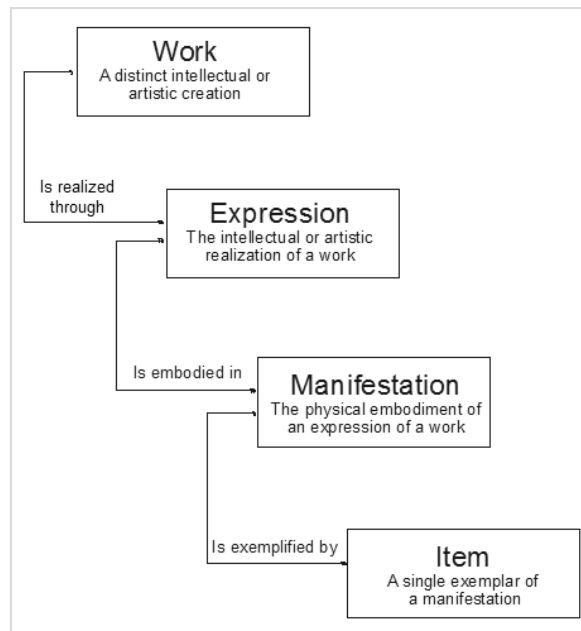 Work
A distinct intellectual or
artistic creation
Is realized
through
Expression
The intellectual or artistic
realization of a work
Is embodied in
Manifestation
The physical embodiment of
an expression of a work
Is exemplified by
Item
A single exemplar of
a manifestation